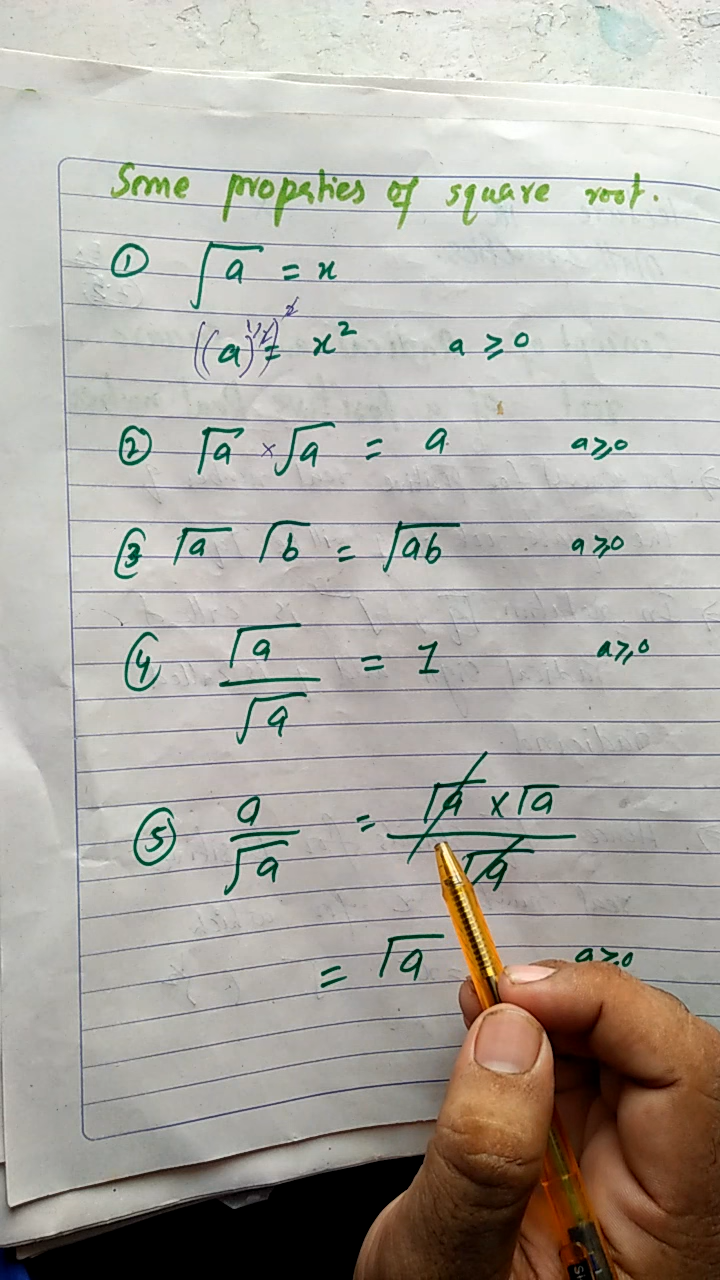 Some propaties of square root.
① √a = x
((a)^1/2)^2 = x² a ≥ 0
② √a × √a = a a ≥ 0
③ √a √b = √ab a ≥ 0
④ √a / √a = 1 a ≥ 0
⑤ a / √a = √a × √a / √a
= √a a ≥ 0